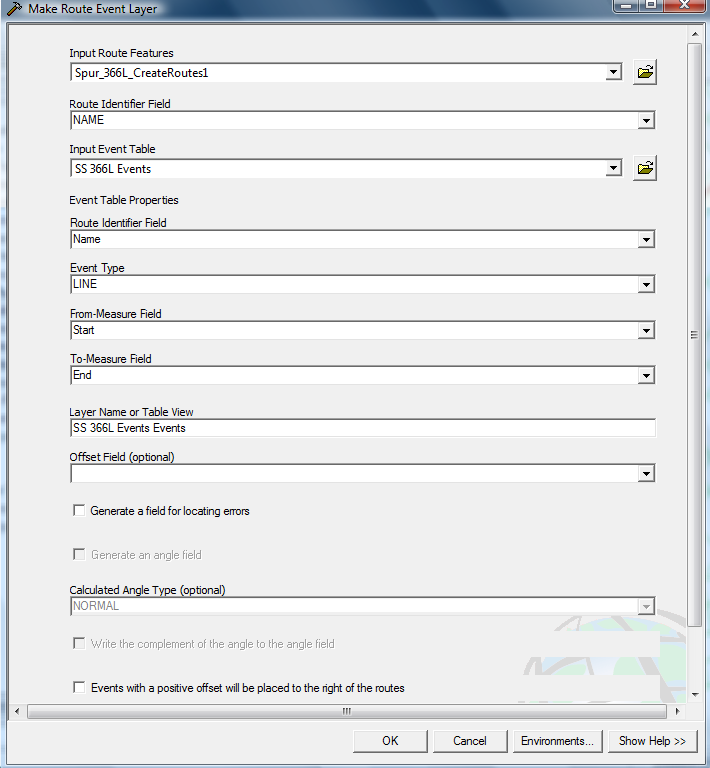 Make Route Event Layer
Input Route Features
Spur_366L_CreateRoutes1
Route Identifier Field
NAME
Input Event Table
SS 366L Events
Event Table Properties
Route Identifier Field
Name
Event Type
LINE
From-Measure Field
Start
To-Measure Field
End
Layer Name or Table View
SS 366L Events Events
Offset Field (optional)
Generate a field for locating errors
Generate an angle field
Calculated Angle Type (optional)
NORMAL
Write the complement of the angle to the angle field
Events with a positive offset will be placed to the right of the routes
OK Cancel Environments... Show Help >>